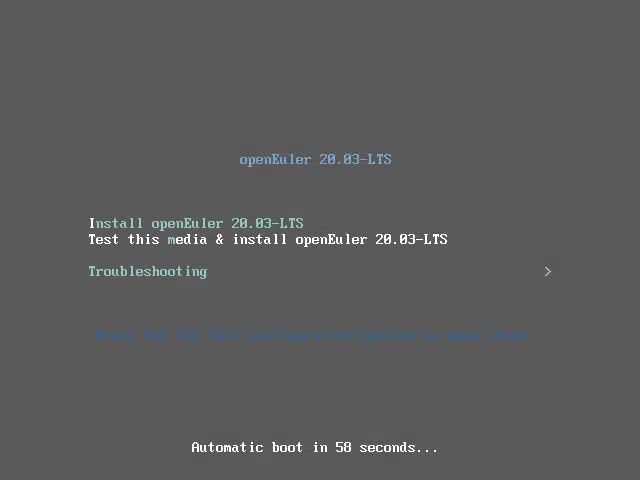 openEuler 20.03-LTS
Install openEuler 20.03-LTS
Test this media & install openEuler 20.03-LTS
Troubleshooting >
Press Tab for full configuration options on menu items.
Automatic boot in 58 seconds...